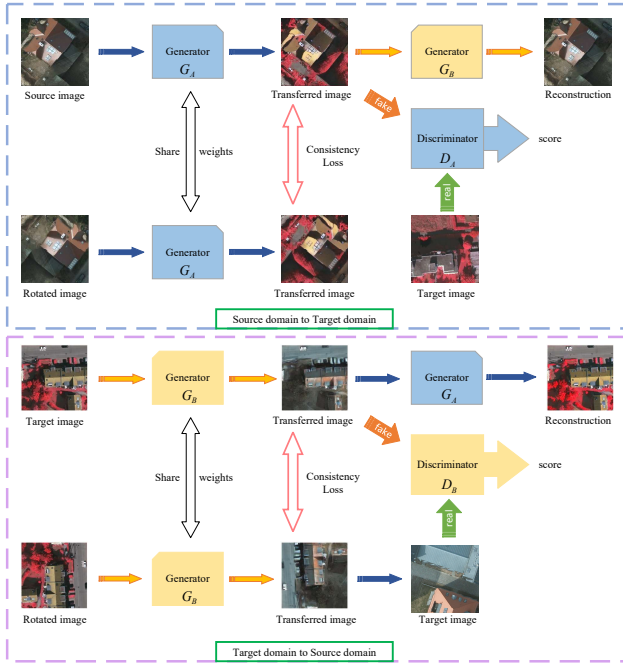 Generator
G_A
Generator
G_B
Source image
Transferred image
Reconstruction
fake
Discriminator
D_A
score
Share weights
Consistency
Loss
real
Generator
G_A
Rotated image
Transferred image
Target image
Source domain to Target domain
Generator
G_B
Generator
G_A
Target image
Transferred image
Reconstruction
fake
Discriminator
D_B
score
Share weights
Consistency
Loss
real
Generator
G_B
Rotated image
Transferred image
Target image
Target domain to Source domain